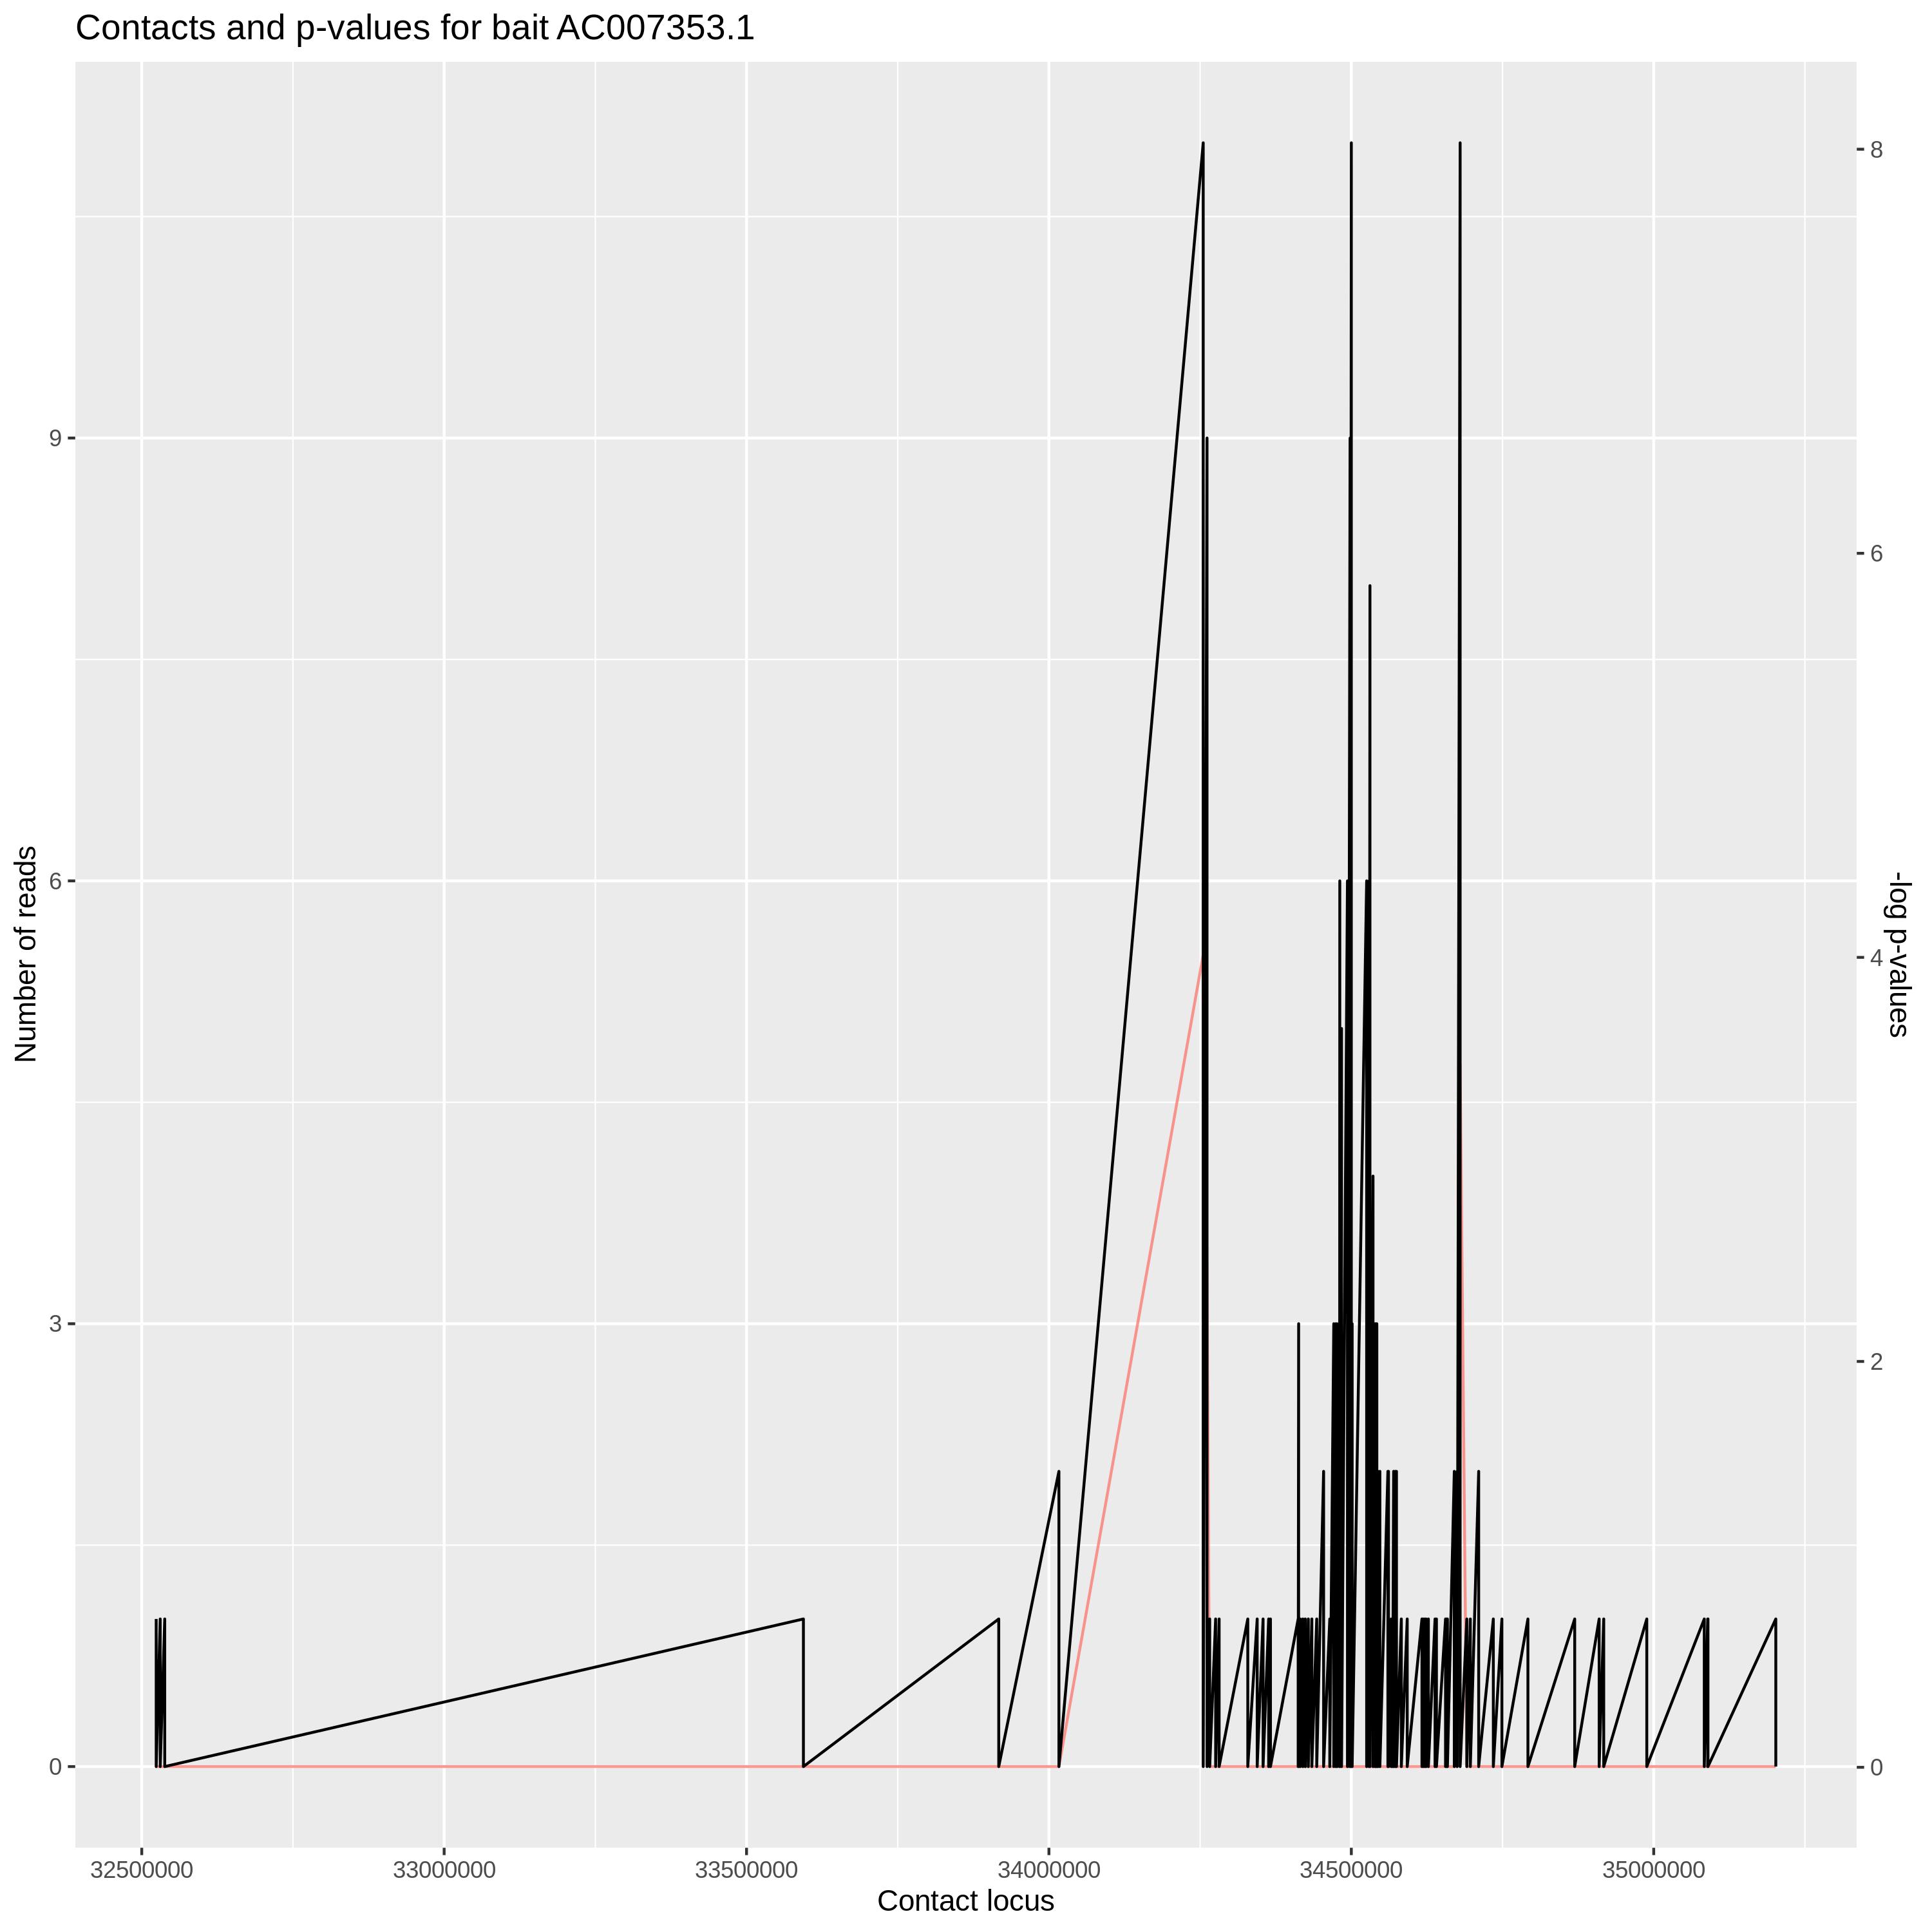 Contacts and p-values for bait AC007353.1
Number of reads
9
6
3
0
8
6
4
2
0
-log p-values
32500000 33000000 33500000 34000000 34500000 35000000
Contact locus